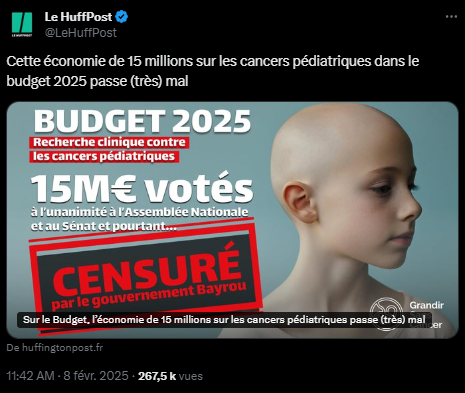 Le HuffPost
@LeHuffPost
Cette économie de 15 millions sur les cancers pédiatriques dans le
budget 2025 passe (très) mal
BUDGET 2025
Recherche clinique contre
les cancers pédiatriques
15M€ votés
à l'unanimité à l'Assemblée Nationale
et au Sénat et pourtant...
CENSURÉ
par le gouvernement Bayrou
Grandir
Sur le Budget, l'économie de 15 millions sur les cancers pédiatriques passe (très) mal
De huffingtonpost.fr
11:42 AM · 8 févr. 2025 · 267,5 k vues